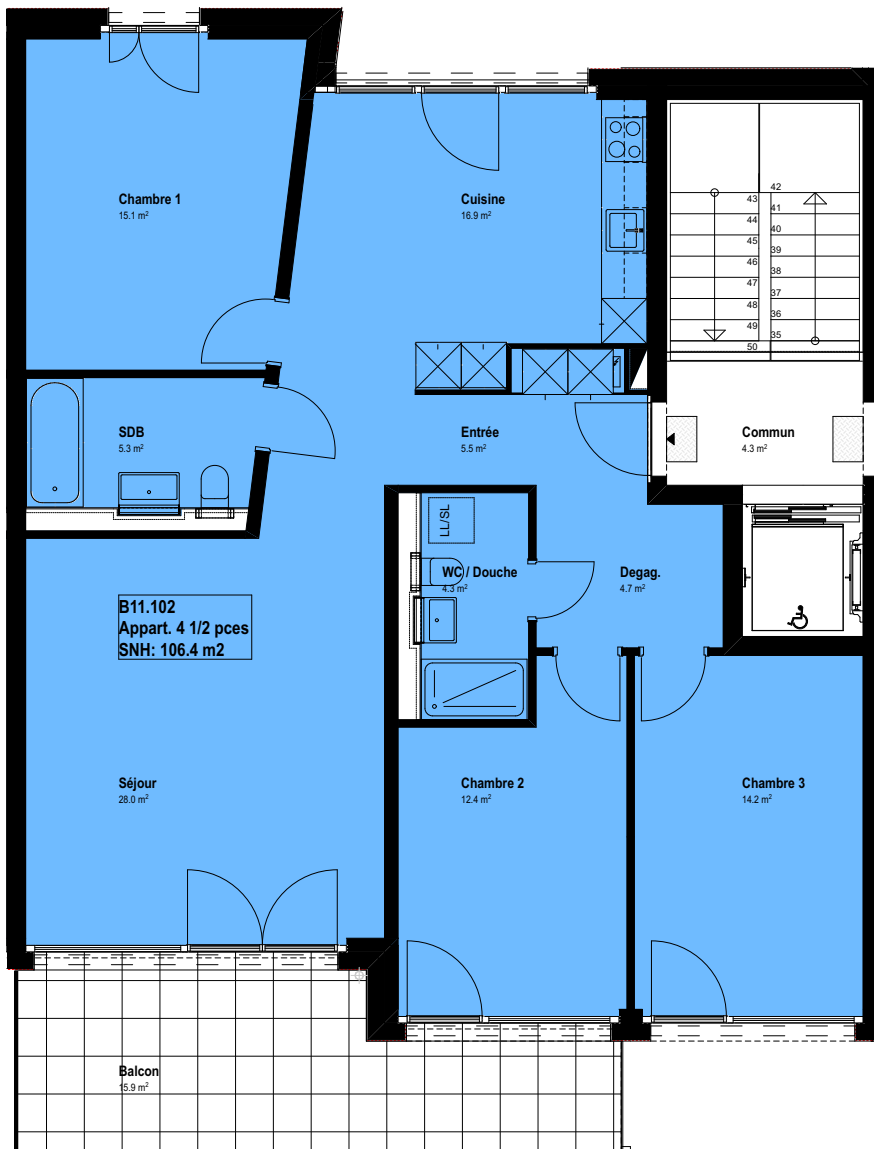 Chambre 1
15.1 m²
Cuisine
16.9 m²
42
43
41
44
40
45
39
46
38
47
37
48
36
49
35
50
SDB
5.3 m²
Entrée
5.5 m²
Commun
4.3 m²
LL/SL
WC / Douche
4.3 m²
Degag.
4.7 m²
B11.102
Appart. 4 1/2 pces
SNH: 106.4 m2
Séjour
28.0 m²
Chambre 2
12.4 m²
Chambre 3
14.2 m²
Balcon
15.9 m²